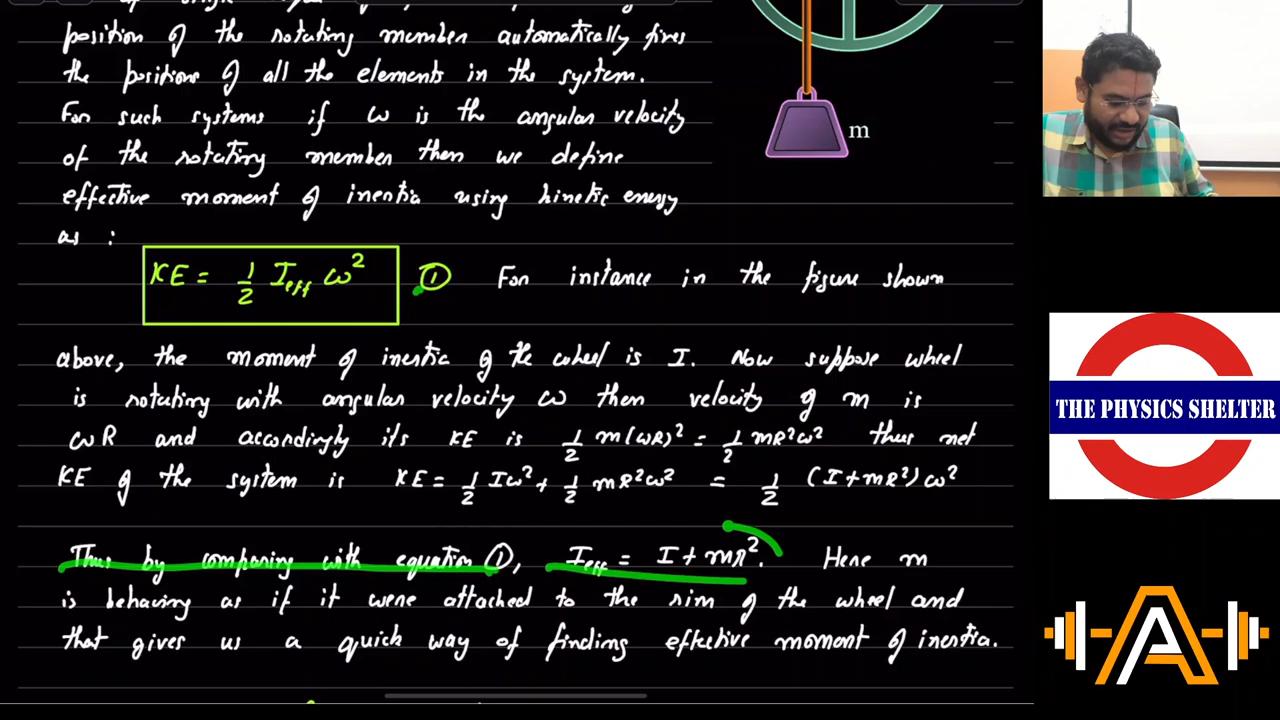 position of the rotating member automatically fixes
the positions of all the elements in the system.
For such systems if ω is the angular velocity
of the rotating member then we define
effective moment of inertia using kinetic energy
as :
m
KE = 1/2 I_eff ω² ① For instance in the figure shown
above, the moment of inertia of the wheel is I. Now suppose wheel
is rotating with angular velocity ω then velocity of m is
ωR and accordingly its KE is 1/2 m(ωR)² = 1/2 mR²ω² thus net
KE of the system is KE = 1/2 Iω² + 1/2 mR²ω² = 1/2 (I+mR²)ω²
Thus by comparing with equation ①, I_eff = I + mR². Here m
is behaving as if it were attached to the rim of the wheel and
that gives us a quick way of finding effective moment of inertia.
THE PHYSICS SHELTER